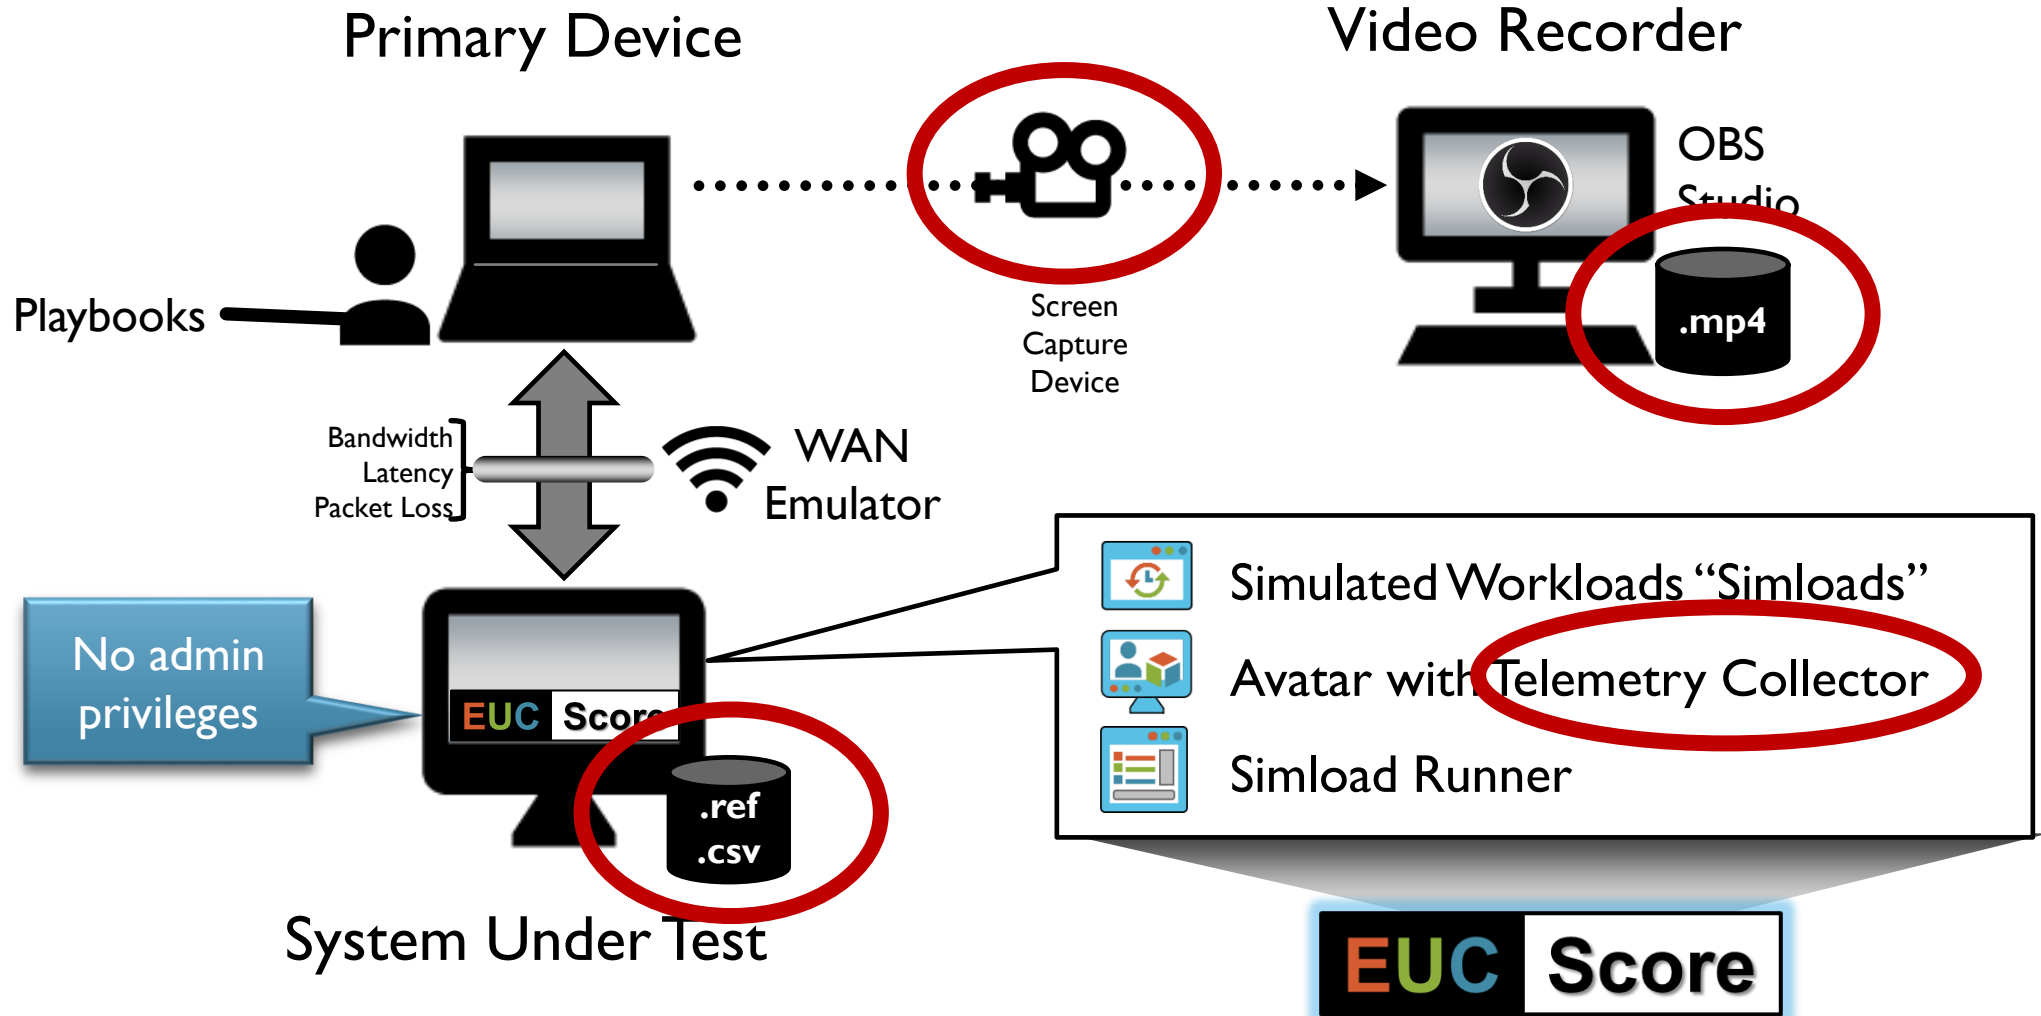 Primary Device
Video Recorder
OBS
Studio
.mp4
Playbooks
Screen
Capture
Device
Bandwidth
Latency
Packet Loss
WAN
Emulator
No admin
privileges
EUC Score
.ref
.csv
System Under Test
Simulated Workloads “Simloads”
Avatar with Telemetry Collector
Simload Runner
EUC Score